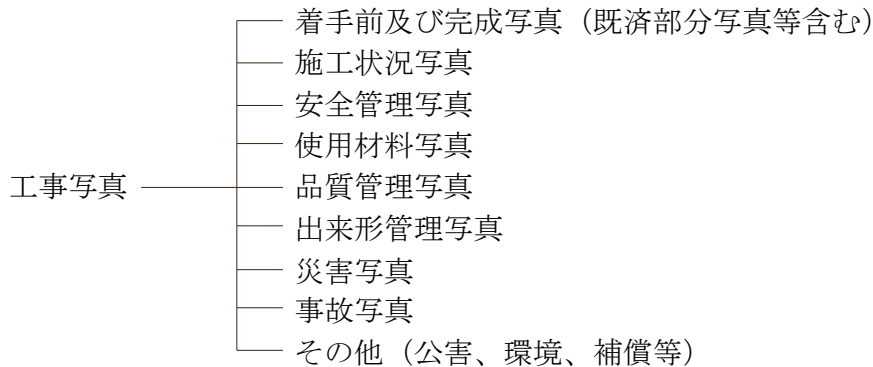 着手前及び完成写真（既済部分写真等含む）
施工状況写真
安全管理写真
使用材料写真
工事写真
品質管理写真
出来形管理写真
災害写真
事故写真
その他（公害、環境、補償等）